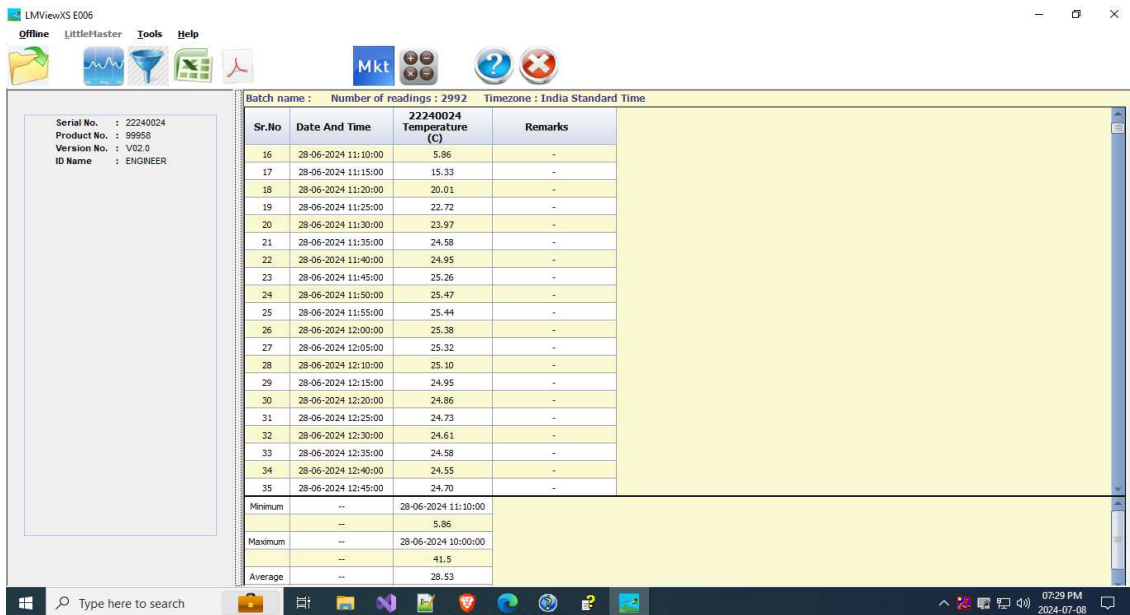 LMViewXS E006
Offline LittleMaster Tools Help
Mkt
Batch name : Number of readings : 2992 Timezone : India Standard Time
Serial No. : 22240024
Product No. : 99958
Version No. : V02.0
ID Name : ENGINEER
Sr.No Date And Time 22240024 Temperature (C) Remarks
16 28-06-2024 11:10:00 5.86 -
17 28-06-2024 11:15:00 15.33 -
18 28-06-2024 11:20:00 20.01 -
19 28-06-2024 11:25:00 22.72 -
20 28-06-2024 11:30:00 23.97 -
21 28-06-2024 11:35:00 24.58 -
22 28-06-2024 11:40:00 24.95 -
23 28-06-2024 11:45:00 25.26 -
24 28-06-2024 11:50:00 25.47 -
25 28-06-2024 11:55:00 25.44 -
26 28-06-2024 12:00:00 25.38 -
27 28-06-2024 12:05:00 25.32 -
28 28-06-2024 12:10:00 25.10 -
29 28-06-2024 12:15:00 24.95 -
30 28-06-2024 12:20:00 24.86 -
31 28-06-2024 12:25:00 24.73 -
32 28-06-2024 12:30:00 24.61 -
33 28-06-2024 12:35:00 24.58 -
34 28-06-2024 12:40:00 24.55 -
35 28-06-2024 12:45:00 24.70 -
Minimum -- 28-06-2024 11:10:00
-- 5.86
Maximum -- 28-06-2024 10:00:00
-- 41.5
Average -- 28.53
Type here to search
07:29 PM
2024-07-08